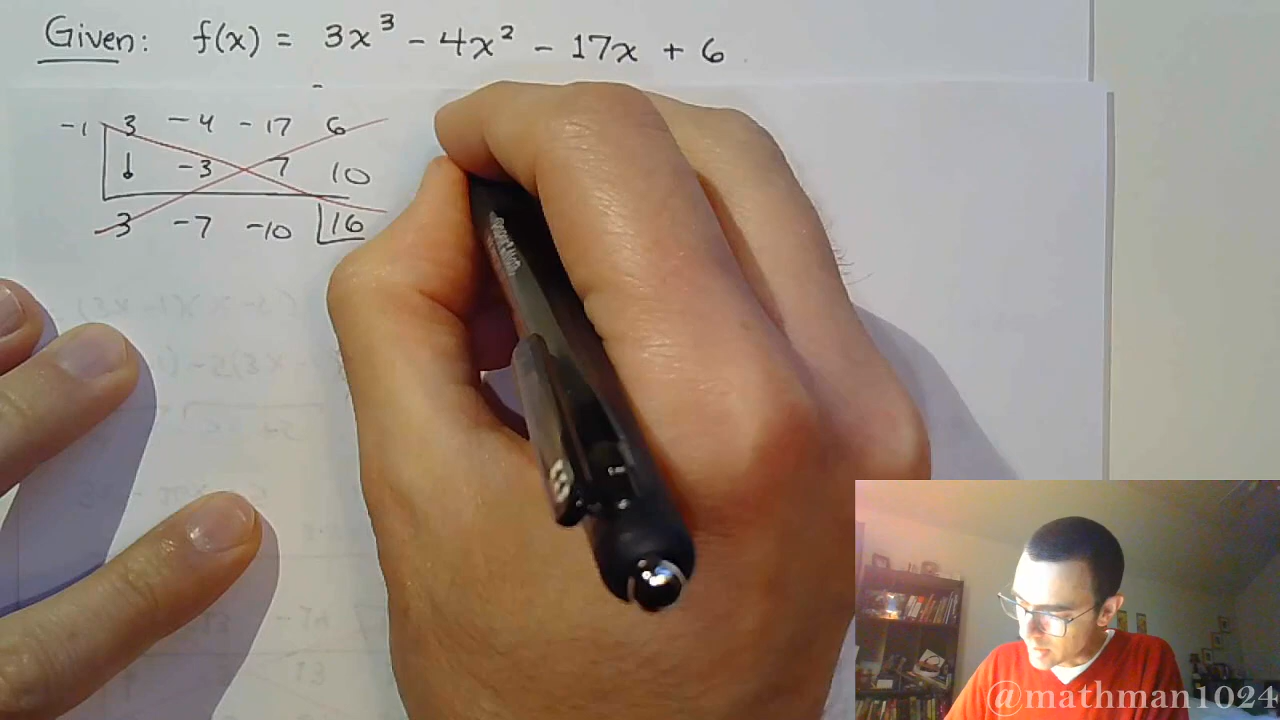 Given: f(x) = 3x³ - 4x² - 17x + 6
-1 3 -4 -17 6
↓ -3 7 10
3 -7 -10 16
@mathman1024